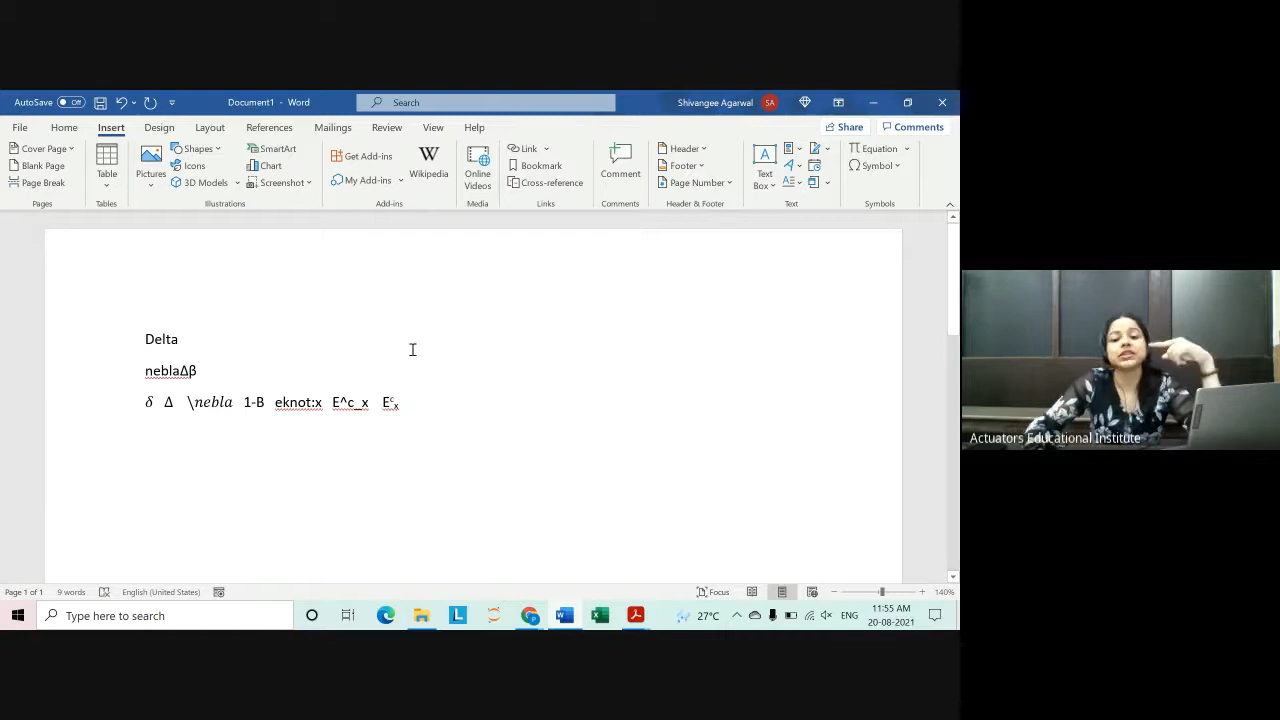 AutoSave Off Document1 - Word Search Shivangee Agarwal SA
File Home Insert Design Layout References Mailings Review View Help Share Comments
Cover Page Blank Page Page Break Pages
Table Tables
Pictures Shapes Icons 3D Models SmartArt Chart Screenshot Illustrations
Get Add-ins My Add-ins Wikipedia Add-ins
Online Videos Media
Link Bookmark Cross-reference Links
Comment Comments
Header Footer Page Number Header & Footer
Text Box Text
Equation Symbol Symbols
Delta
neblaΔβ
δ Δ \nebla 1-B eknot:x E^c_x Eᶜₓ
Actuators Educational Institute
Page 1 of 1 9 words English (United States) Focus 140%
Type here to search 27°C ENG 11:55 AM
20-08-2021